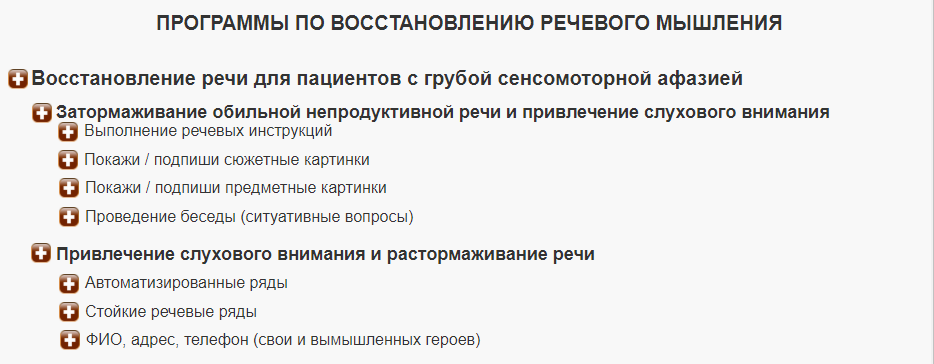 ПРОГРАММЫ ПО ВОССТАНОВЛЕНИЮ РЕЧЕВОГО МЫШЛЕНИЯ
Восстановление речи для пациентов с грубой сенсомоторной афазией
Затормаживание обильной непродуктивной речи и привлечение слухового внимания
Выполнение речевых инструкций
Покажи / подпиши сюжетные картинки
Покажи / подпиши предметные картинки
Проведение беседы (ситуативные вопросы)
Привлечение слухового внимания и растормаживание речи
Автоматизированные ряды
Стойкие речевые ряды
ФИО, адрес, телефон (свои и вымышленных героев)